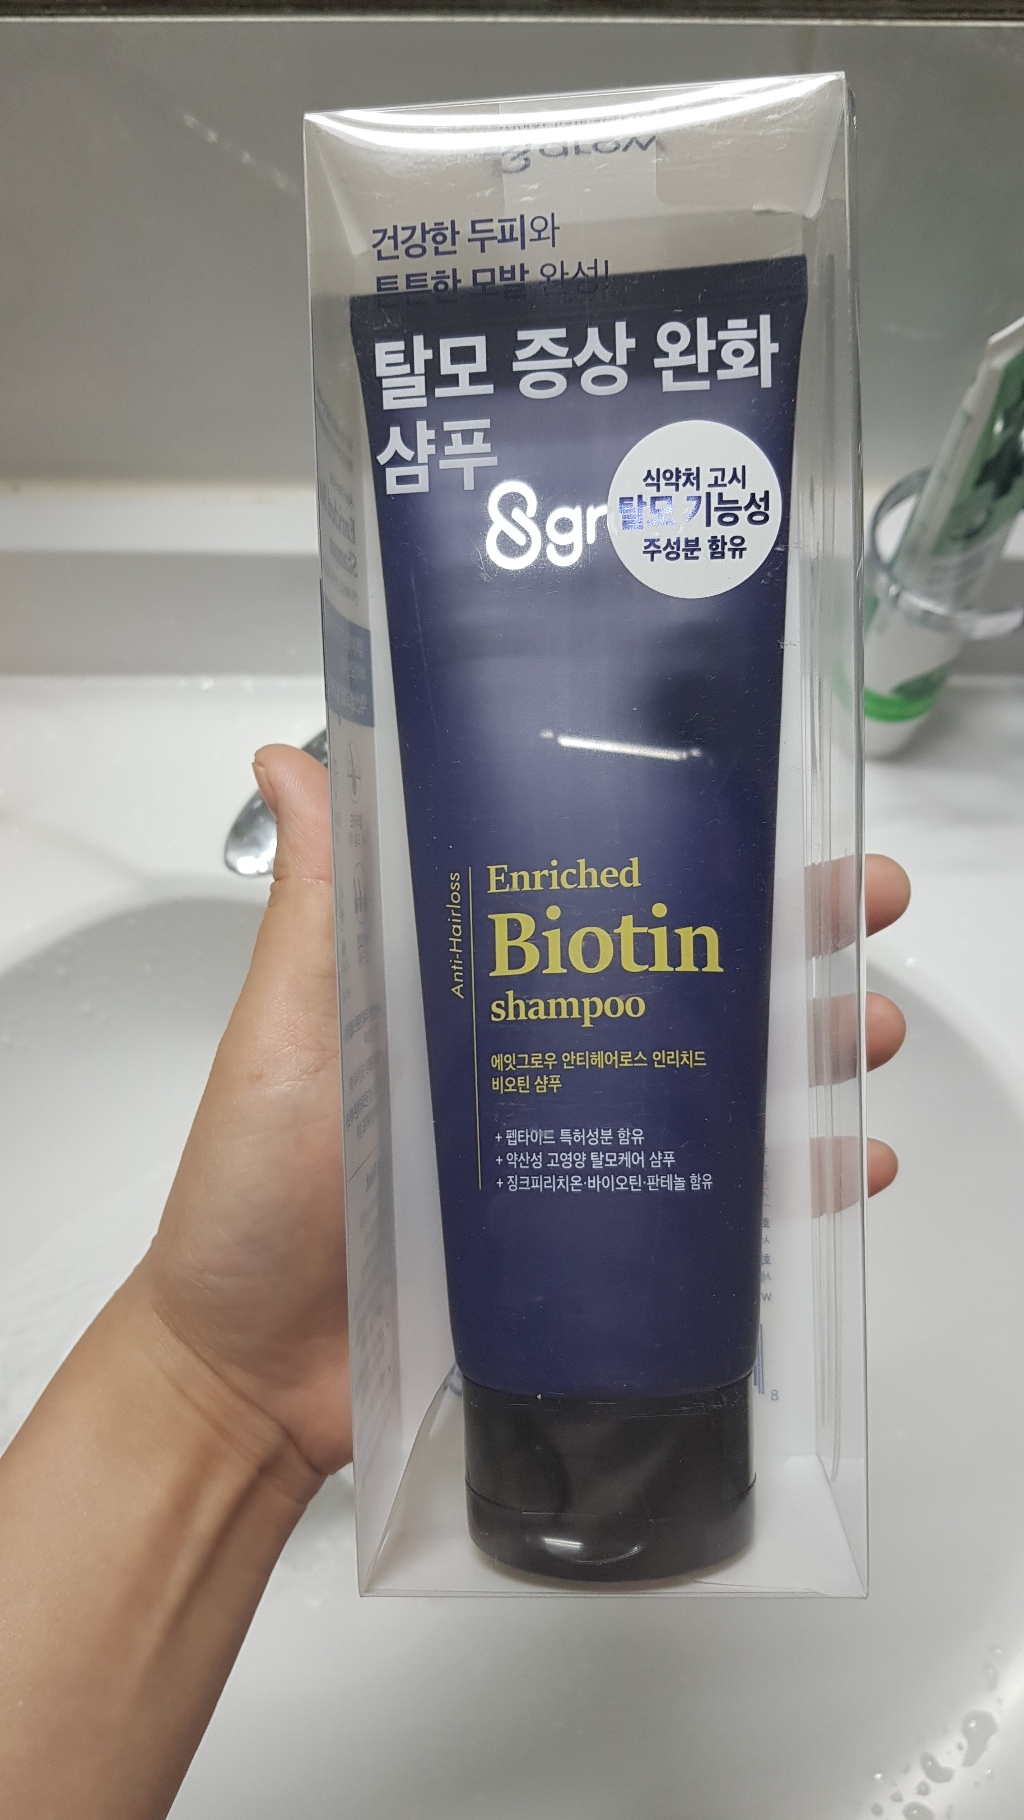 건강한 두피와
튼튼한 모발 완성!
탈모 증상 완화
샴푸
8gr
식약처 고시
탈모 기능성
주성분 함유
Anti-Hairloss
Enriched
Biotin
shampoo
에잇그로우 안티헤어로스 인리치드
비오틴 샴푸
+ 펩타이드 특허성분 함유
+ 약산성 고영양 탈모케어 샴푸
+ 징크피리치온·바이오틴·판테놀 함유
8